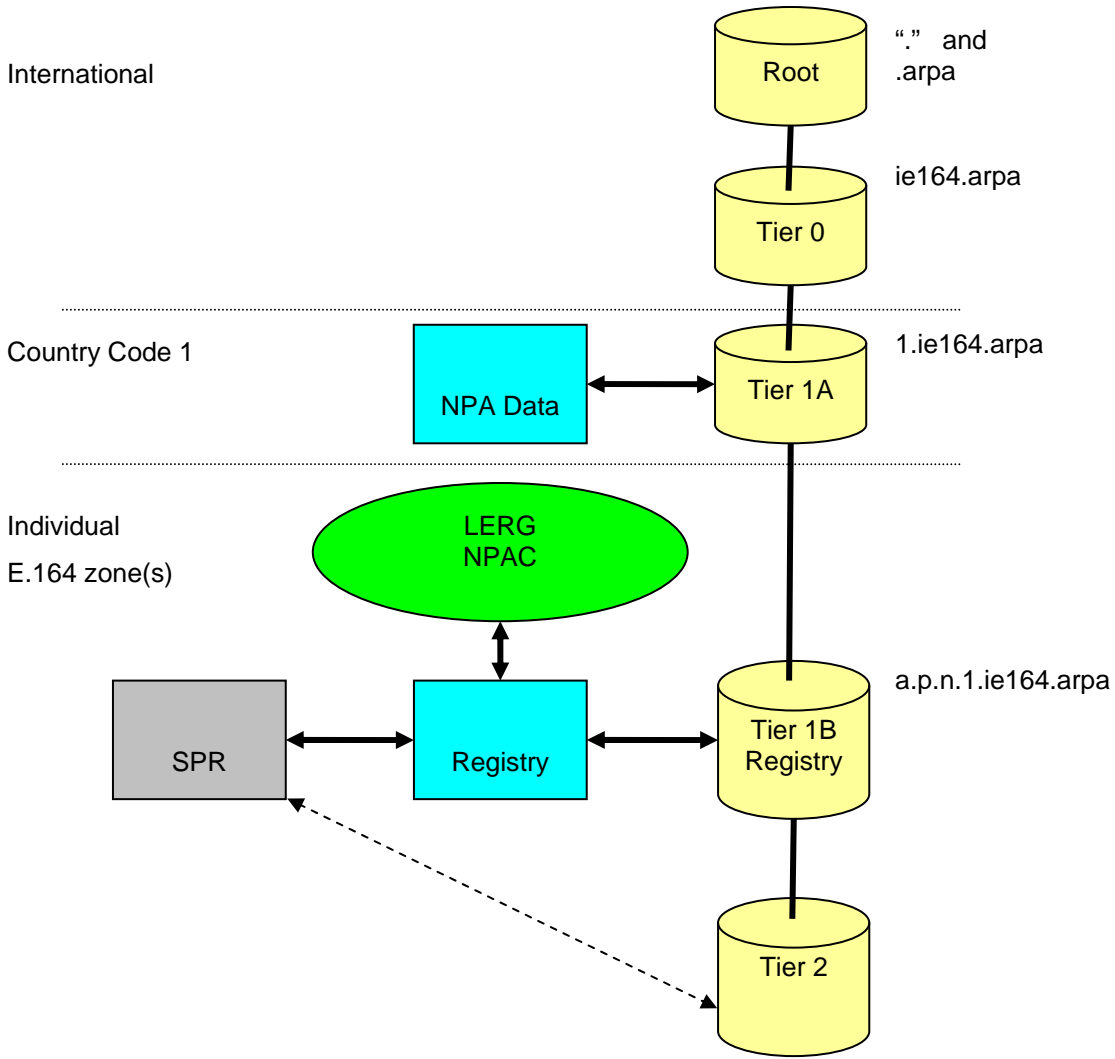 International
Root
“.” and
.arpa
ie164.arpa
Tier 0
Country Code 1
NPA Data
Tier 1A
1.ie164.arpa
Individual
E.164 zone(s)
LERG
NPAC
SPR
Registry
Tier 1B
Registry
a.p.n.1.ie164.arpa
Tier 2